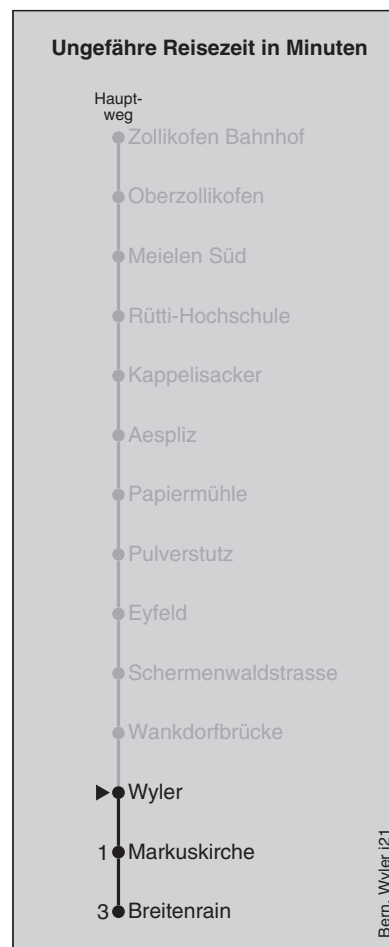 Ungefähre Reisezeit in Minuten
Haupt-
weg
Zollikofen Bahnhof
Oberzollikofen
Meielen Süd
Rütti-Hochschule
Kappelisacker
Aespliz
Papiermühle
Pulverstutz
Eyfeld
Schermenwaldstrasse
Wankdorfbrücke
Wyler
1 Markuskirche
3 Breitenrain
Bern, Wyler j21